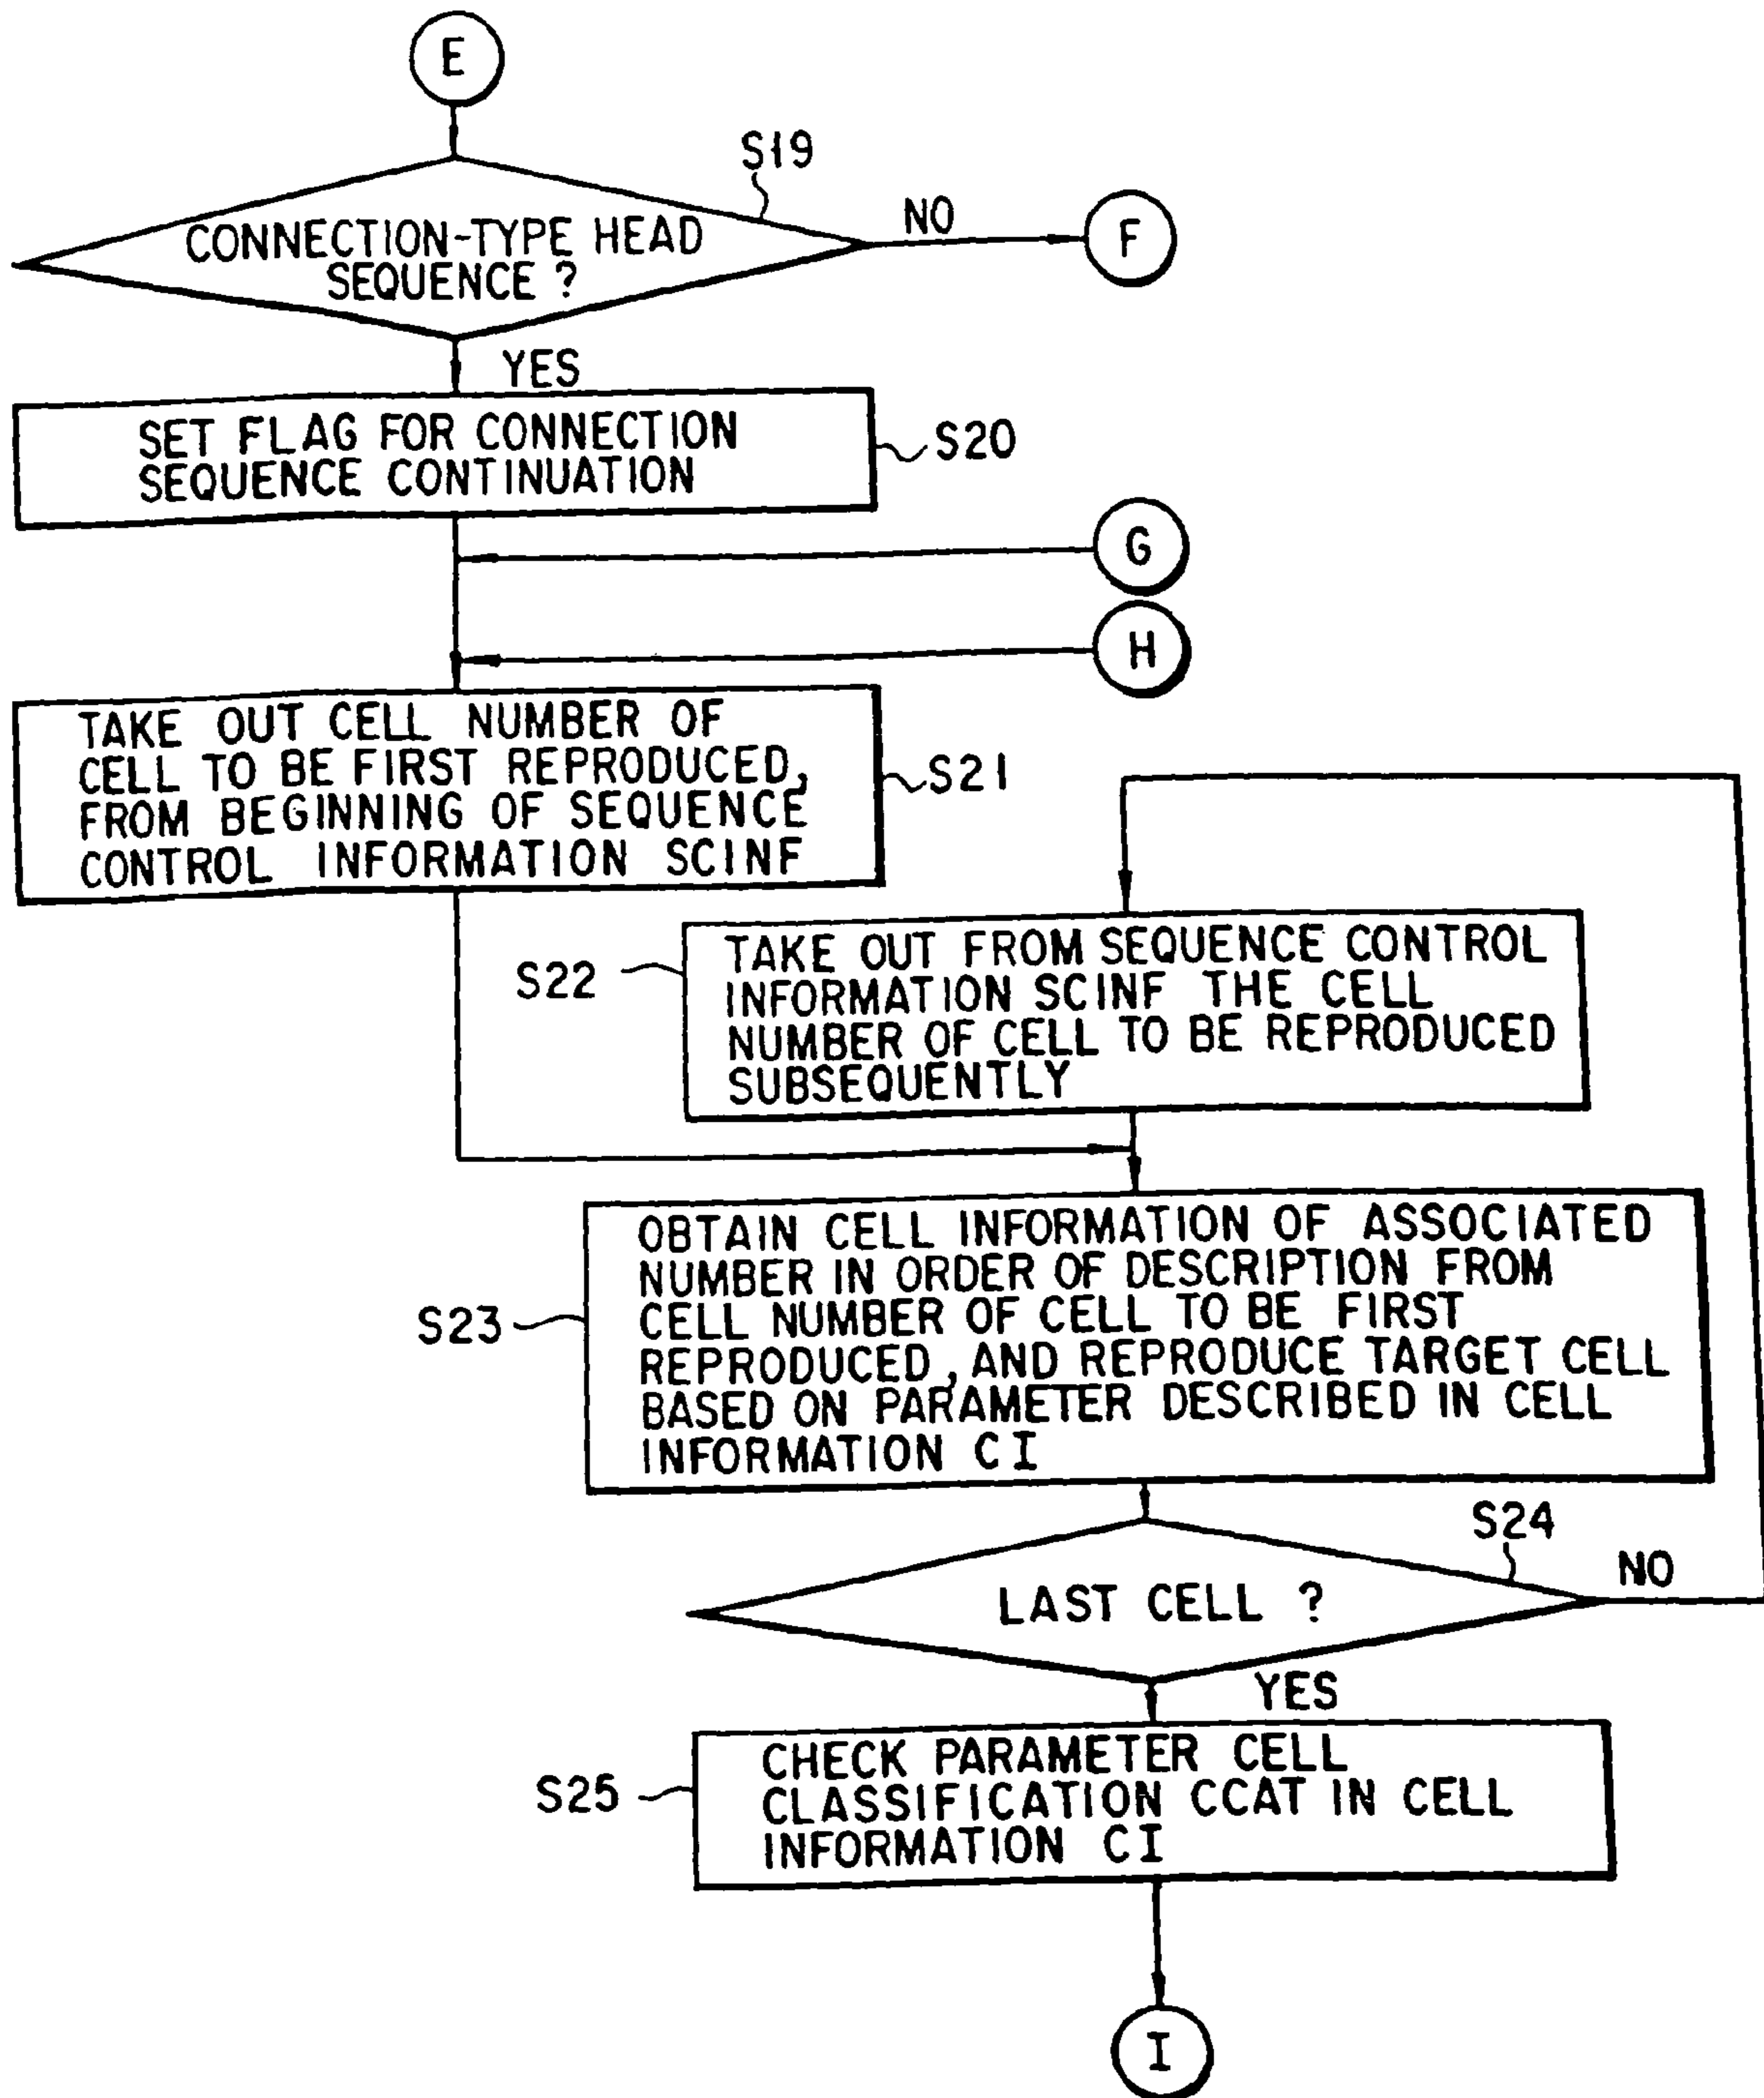 E
S19
CONNECTION-TYPE HEAD
SEQUENCE ?
NO
F
YES
SET FLAG FOR CONNECTION
SEQUENCE CONTINUATION
S20
G
H
TAKE OUT CELL NUMBER OF
CELL TO BE FIRST REPRODUCED,
FROM BEGINNING OF SEQUENCE
CONTROL INFORMATION SCINF
S21
S22
TAKE OUT FROM SEQUENCE CONTROL
INFORMATION SCINF THE CELL
NUMBER OF CELL TO BE REPRODUCED
SUBSEQUENTLY
S23
OBTAIN CELL INFORMATION OF ASSOCIATED
NUMBER IN ORDER OF DESCRIPTION FROM
CELL NUMBER OF CELL TO BE FIRST
REPRODUCED, AND REPRODUCE TARGET CELL
BASED ON PARAMETER DESCRIBED IN CELL
INFORMATION CI
S24
LAST CELL ?
NO
YES
S25
CHECK PARAMETER CELL
CLASSIFICATION CCAT IN CELL
INFORMATION CI
I